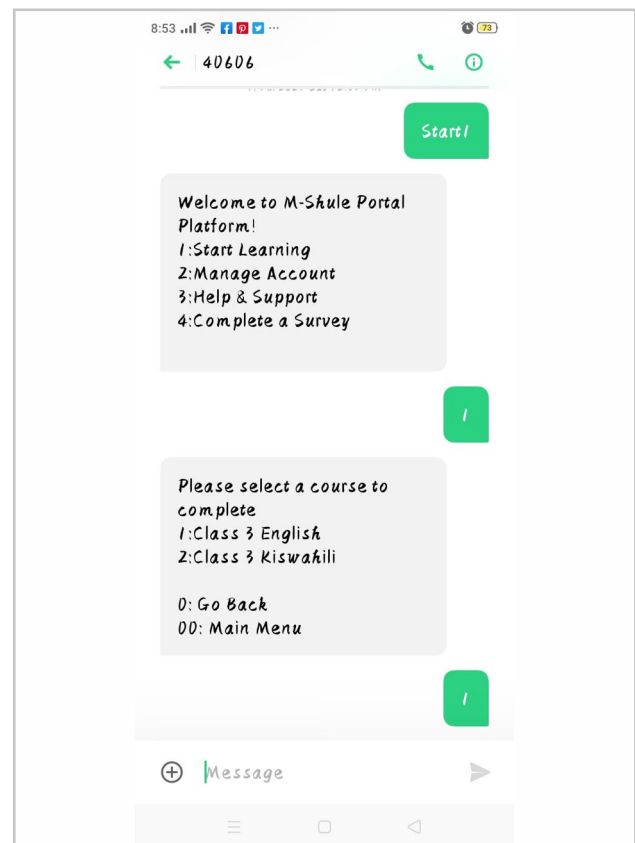 8:53
73
40606
Start1
Welcome to M-Shule Portal
Platform!
1:Start Learning
2:Manage Account
3:Help & Support
4:Complete a Survey
1
Please select a course to
complete
1:Class 3 English
2:Class 3 Kiswahili
0: Go Back
00: Main Menu
1
Message